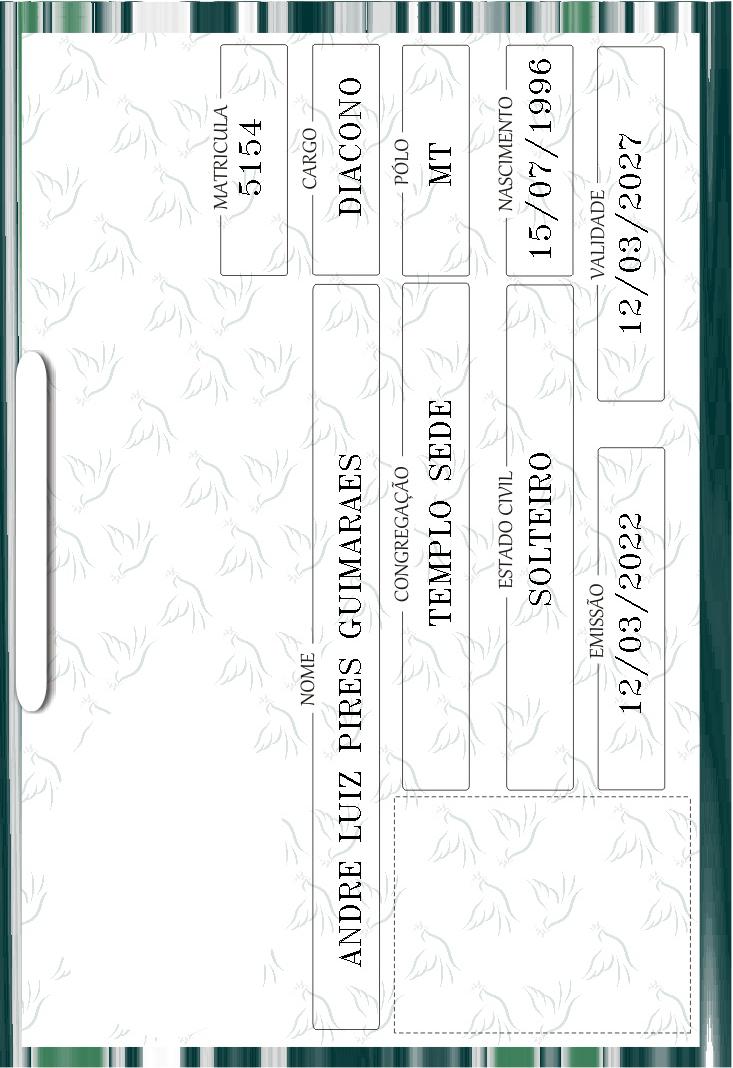 MATRICULA
5154
NOME
ANDRE LUIZ PIRES GUIMARAES
CARGO
DIACONO
CONGREGAÇÃO
TEMPLO SEDE
PÓLO
MT
ESTADO CIVIL
SOLTEIRO
NASCIMENTO
15/07/1996
EMISSÃO
12/03/2022
VALIDADE
12/03/2027